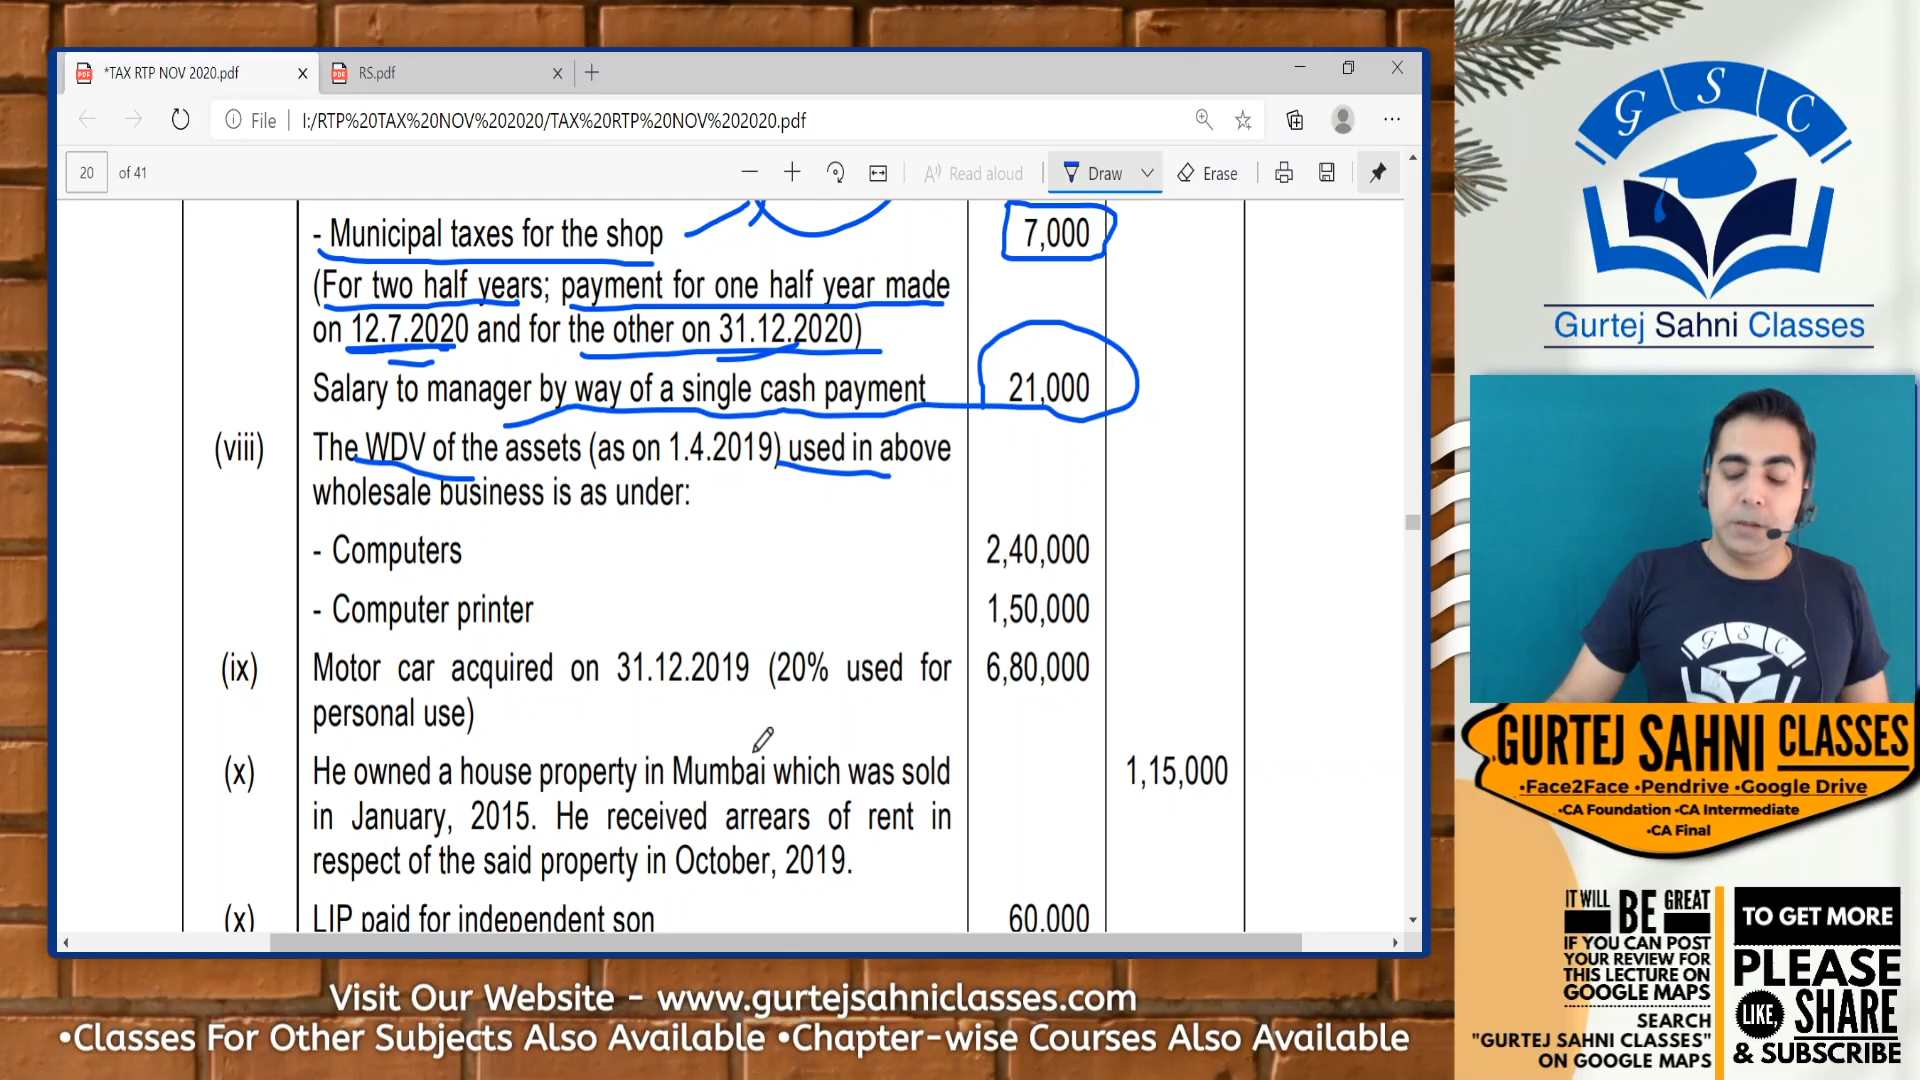 *TAX RTP NOV 2020.pdf
RS.pdf
File
I:/RTP%20TAX%20NOV%202020/TAX%20RTP%20NOV%202020.pdf
20 of 41
Read aloud
Draw
Erase
- Municipal taxes for the shop 7,000
(For two half years; payment for one half year made
on 12.7.2020 and for the other on 31.12.2020)
Salary to manager by way of a single cash payment 21,000
(viii) The WDV of the assets (as on 1.4.2019) used in above
wholesale business is as under:
- Computers 2,40,000
- Computer printer 1,50,000
(ix) Motor car acquired on 31.12.2019 (20% used for 6,80,000
personal use)
(x) He owned a house property in Mumbai which was sold 1,15,000
in January, 2015. He received arrears of rent in
respect of the said property in October, 2019.
(x) LIP paid for independent son 60,000
G S C
Gurtej Sahni Classes
G S C
GURTEJ SAHNI CLASSES
•Face2Face •Pendrive •Google Drive
•CA Foundation •CA Intermediate
•CA Final
IT WILL
BE
GREAT
IF YOU CAN POST
YOUR REVIEW FOR
THIS LECTURE ON
GOOGLE MAPS
SEARCH
"GURTEJ SAHNI CLASSES"
ON GOOGLE MAPS
TO GET MORE
PLEASE
LIKE, SHARE
& SUBSCRIBE
Visit Our Website - www.gurtejsahniclasses.com
•Classes For Other Subjects Also Available •Chapter-wise Courses Also Available